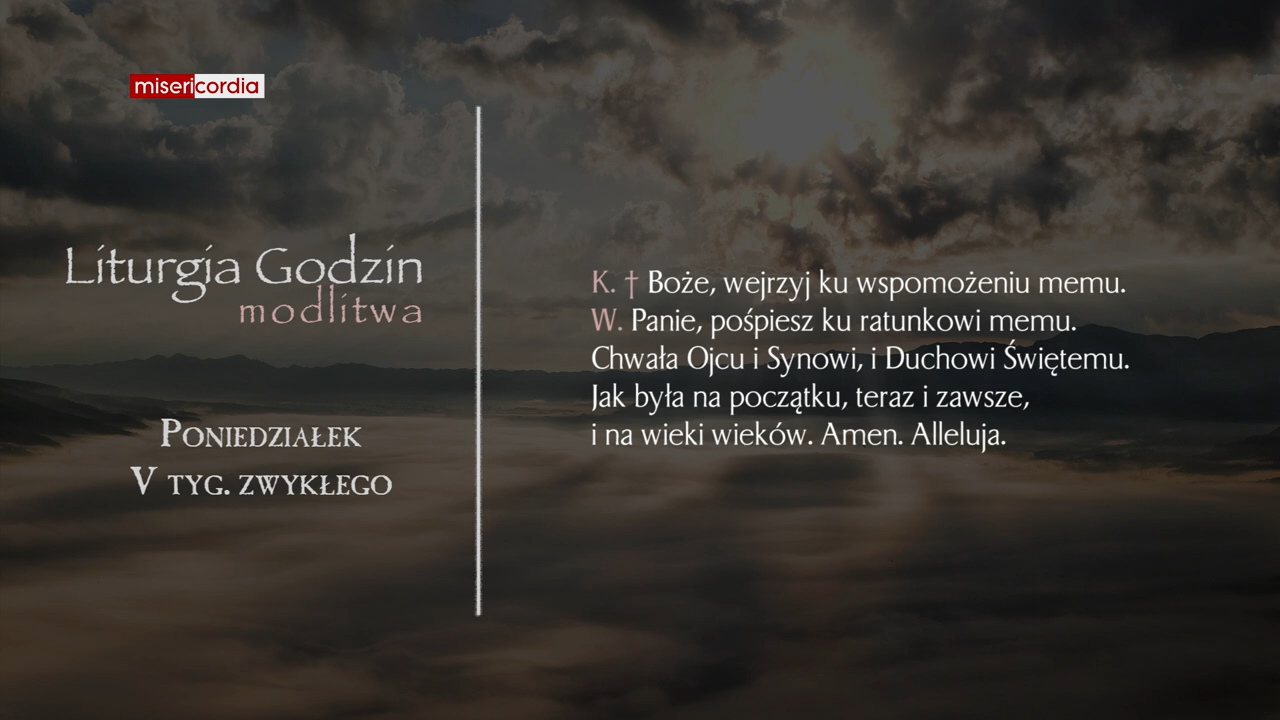 misericordia
Liturgia Godzin
modlitwa
Poniedziałek
V tyg. zwykłego
K. † Boże, wejrzyj ku wspomożeniu memu.
W. Panie, pośpiesz ku ratunkowi memu.
Chwała Ojcu i Synowi, i Duchowi Świętemu.
Jak była na początku, teraz i zawsze,
i na wieki wieków. Amen. Alleluja.